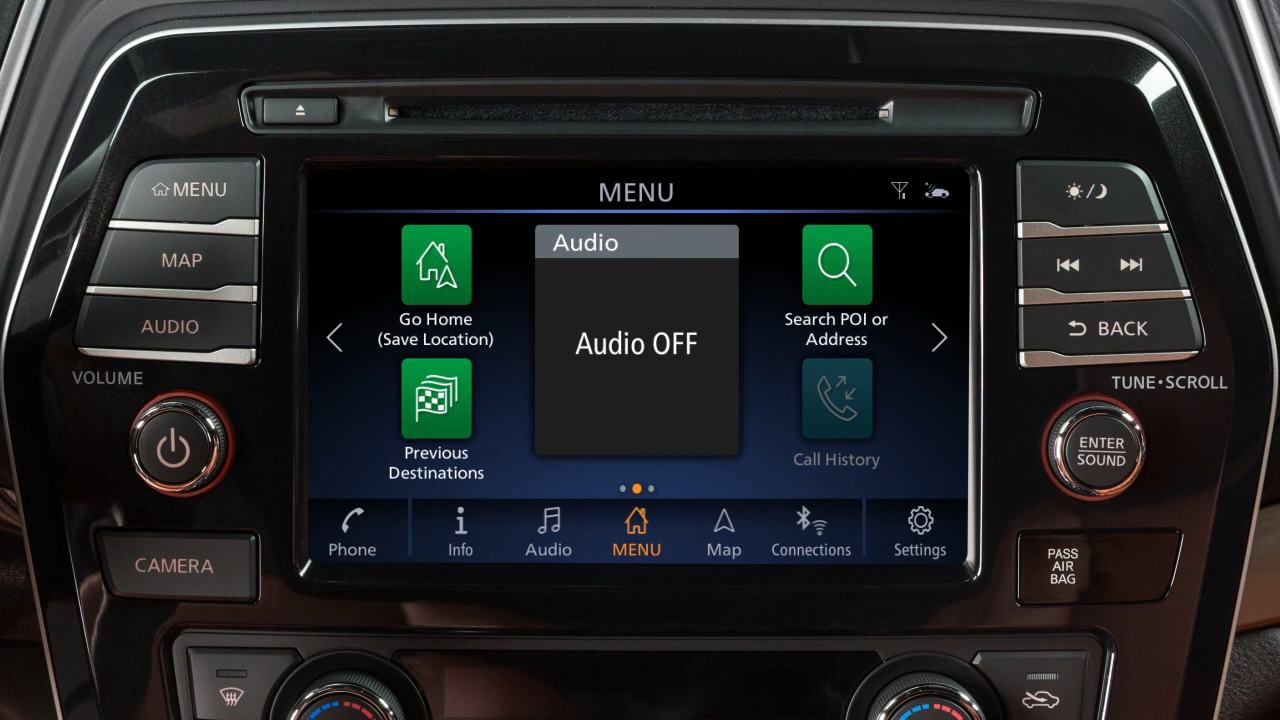 MENU
MAP
AUDIO
VOLUME
CAMERA
MENU
Go Home
(Save Location)
Previous
Destinations
Audio
Audio OFF
Search POI or
Address
Call History
Phone
Info
Audio
MENU
Map
Connections
Settings
BACK
TUNE•SCROLL
ENTER
SOUND
PASS
AIR
BAG